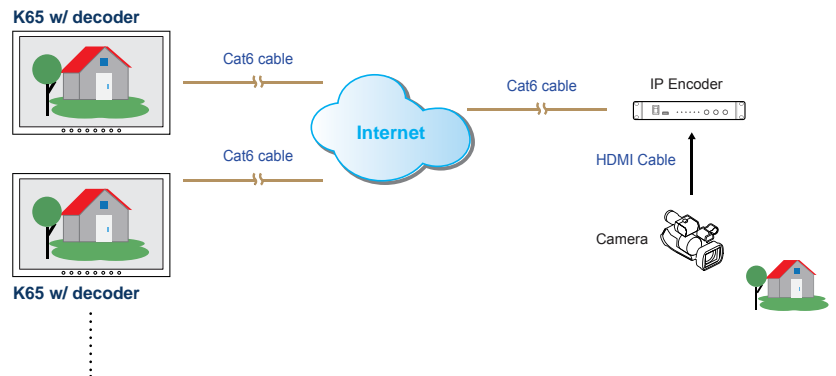 K65 w/ decoder
Cat6 cable
Cat6 cable
IP Encoder
Internet
Cat6 cable
HDMI Cable
Camera
K65 w/ decoder